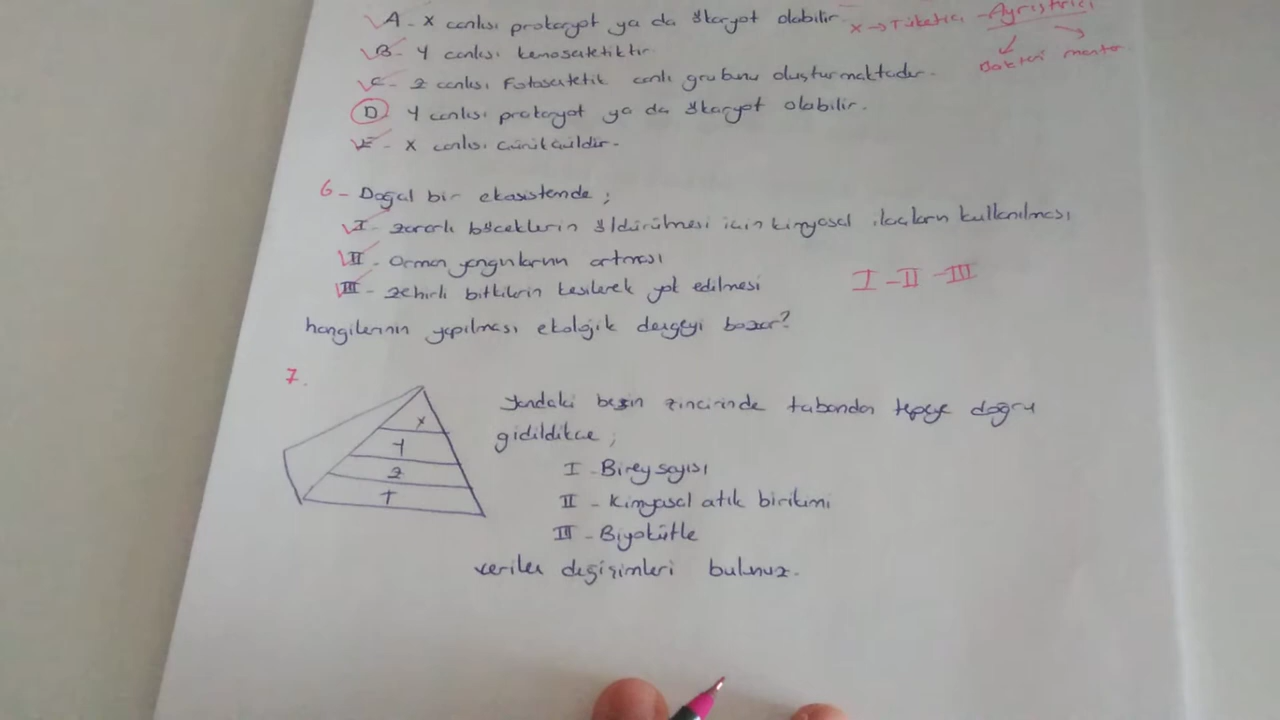 A - X canlısı prokaryot ya da ökaryot olabilir.
X → Tüketici - Ayrıştırıcı
Bakteri mantar
B - Y canlısı kemosentetiktir.
C - Z canlısı Fotosentetik canlı grubunu oluşturmaktadır.
D Y canlısı prokaryot ya da ökaryot olabilir.
E - X canlısı çürükçüldür.
6 - Doğal bir ekosistemde ;
I - zararlı böceklerin öldürülmesi için kimyasal ilaçların kullanılması
II - Orman yangınlarının artması
III - zehirli bitkilerin kesilerek yok edilmesi
I - II - III
hangilerinin yapılması ekolojik dengeyi bozar?
7.
X
Y
Z
T
Yandaki besin zincirinde tabandan tepeye doğru
gidildikçe ;
I - Birey sayısı
II - Kimyasal atık birikimi
III - Biyokütle
verilen değişimleri bulunuz.